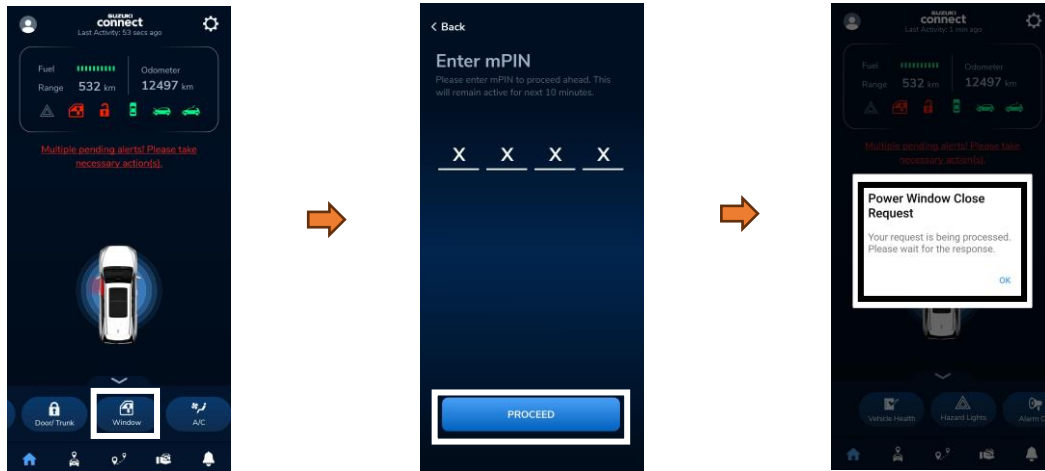 SUZUKI
connect
Last Activity: 53 secs ago
Fuel
Odometer
Range 532 km
12497 km
Multiple pending alerts! Please take
necessary action(s).
Door/ Trunk
Window
A/C
< Back
Enter mPIN
Please enter mPIN to proceed ahead. This
will remain active for next 10 minutes.
X X X X
PROCEED
SUZUKI
connect
Last Activity: 1 min ago
Fuel
Odometer
Range 532 km
12497 km
Multiple pending alerts! Please take
necessary action(s).
Power Window Close
Request
Your request is being processed.
Please wait for the response.
OK
Vehicle Health
Hazard Lights
Alarm